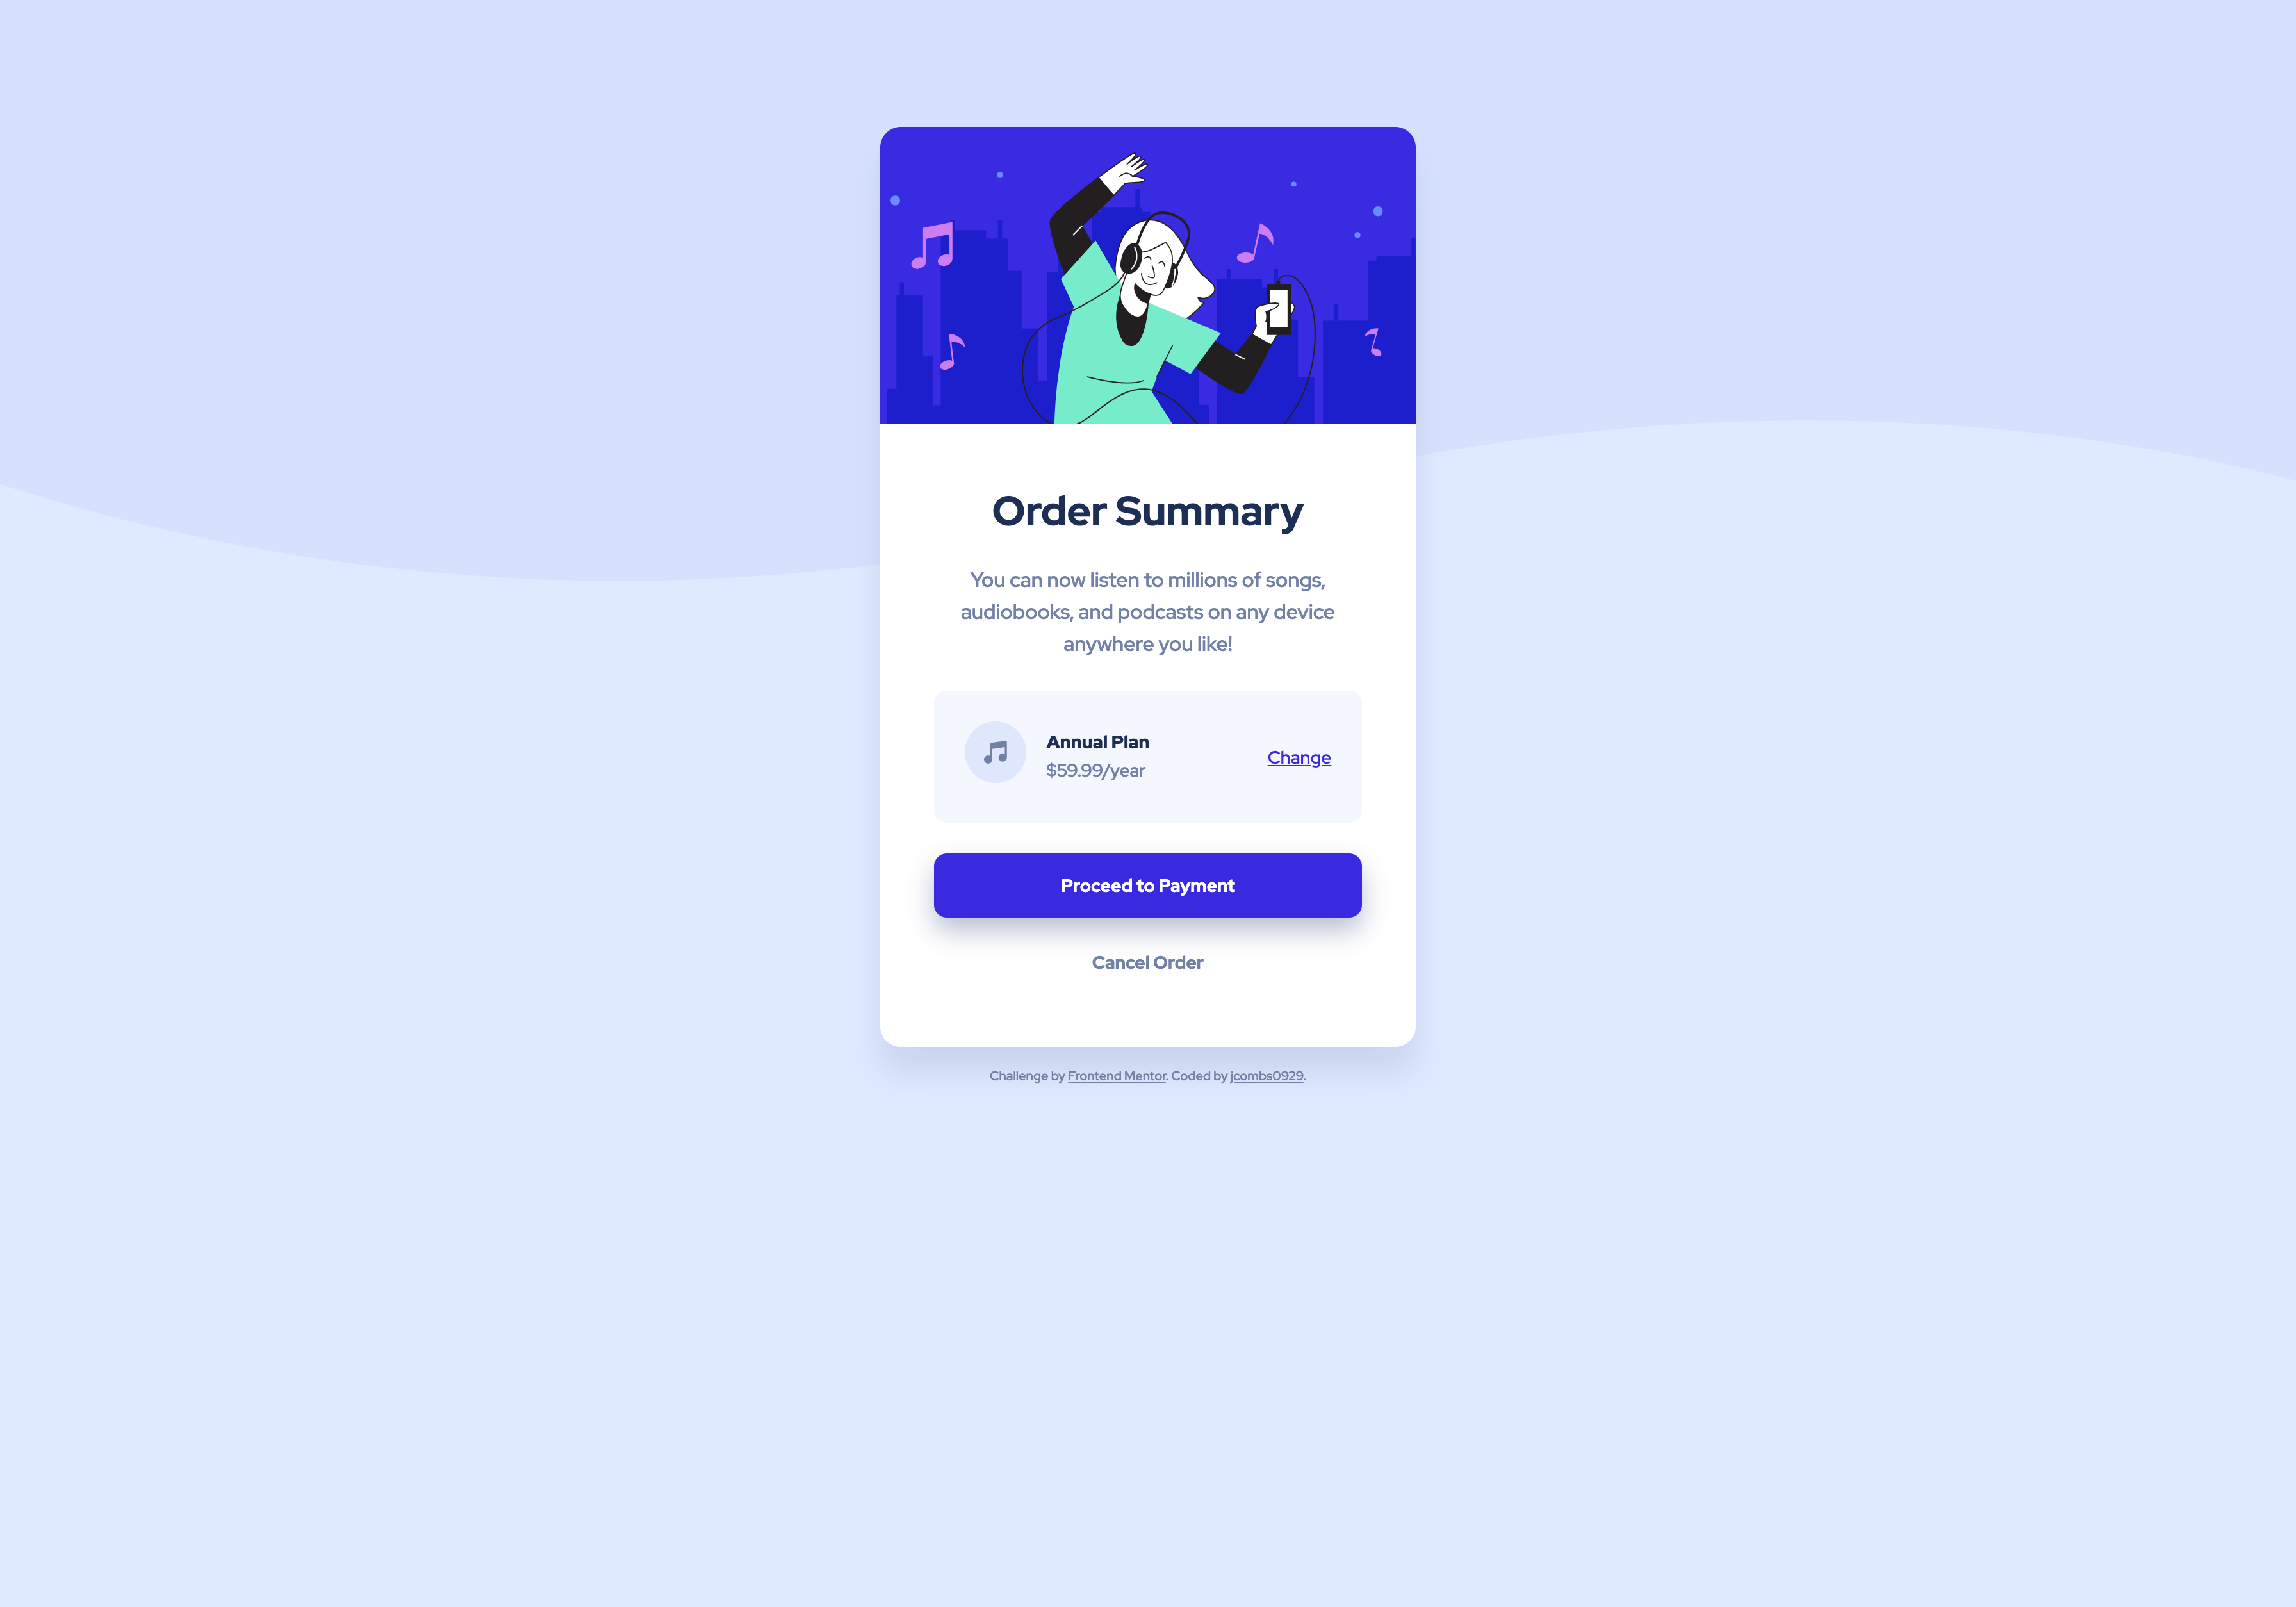 Order Summary
You can now listen to millions of songs,
audiobooks, and podcasts on any device
anywhere you like!
Annual Plan
$59.99/year
Change
Proceed to Payment
Cancel Order
Challenge by Frontend Mentor. Coded by jcombs0929.